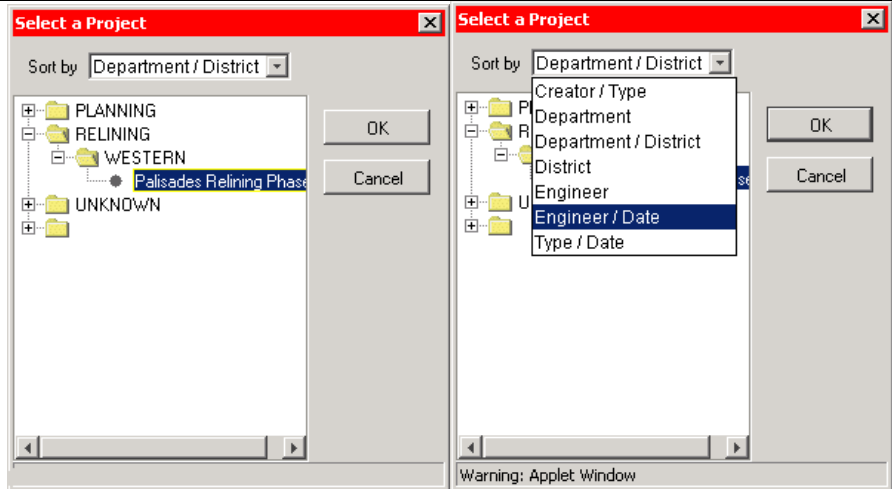 Select a Project
Sort by Department / District
PLANNING
RELINING
WESTERN
Palisades Relining Phase
UNKNOWN
OK
Cancel
Select a Project
Sort by Department / District
Creator / Type
Department
Department / District
District
Engineer
Engineer / Date
Type / Date
OK
Cancel
Warning: Applet Window